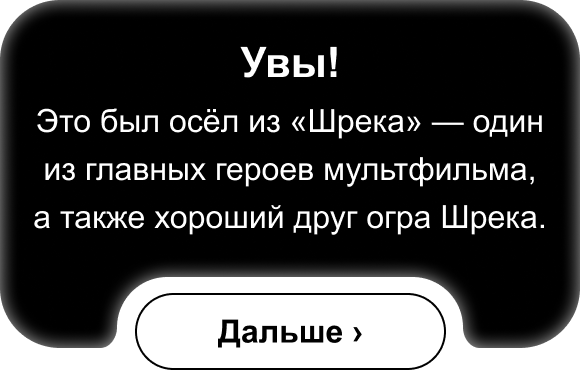 Увы!
Это был осёл из «Шрека» — один
из главных героев мультфильма,
а также хороший друг огра Шрека.
Дальше ›